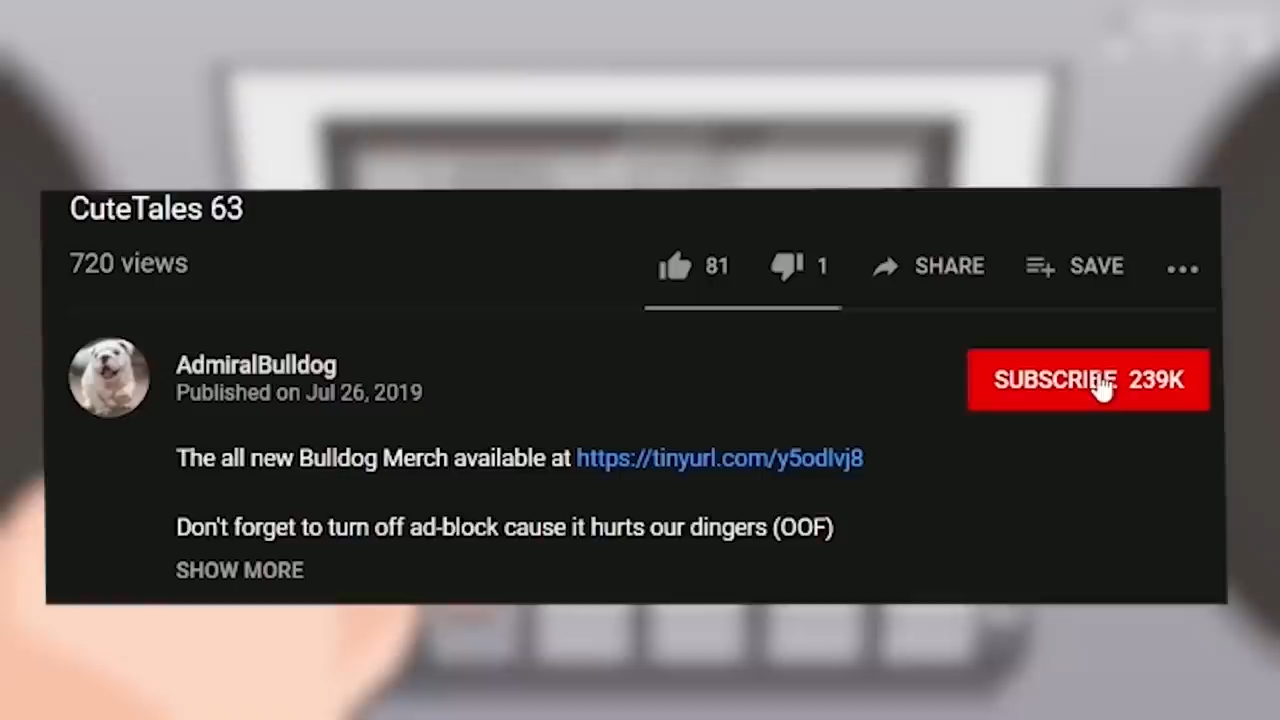 CuteTales 63
720 views
81 1 SHARE SAVE
AdmiralBulldog
Published on Jul 26, 2019
SUBSCRIBE 239K
The all new Bulldog Merch available at https://tinyurl.com/y5odlvj8
Don't forget to turn off ad-block cause it hurts our dingers (OOF)
SHOW MORE